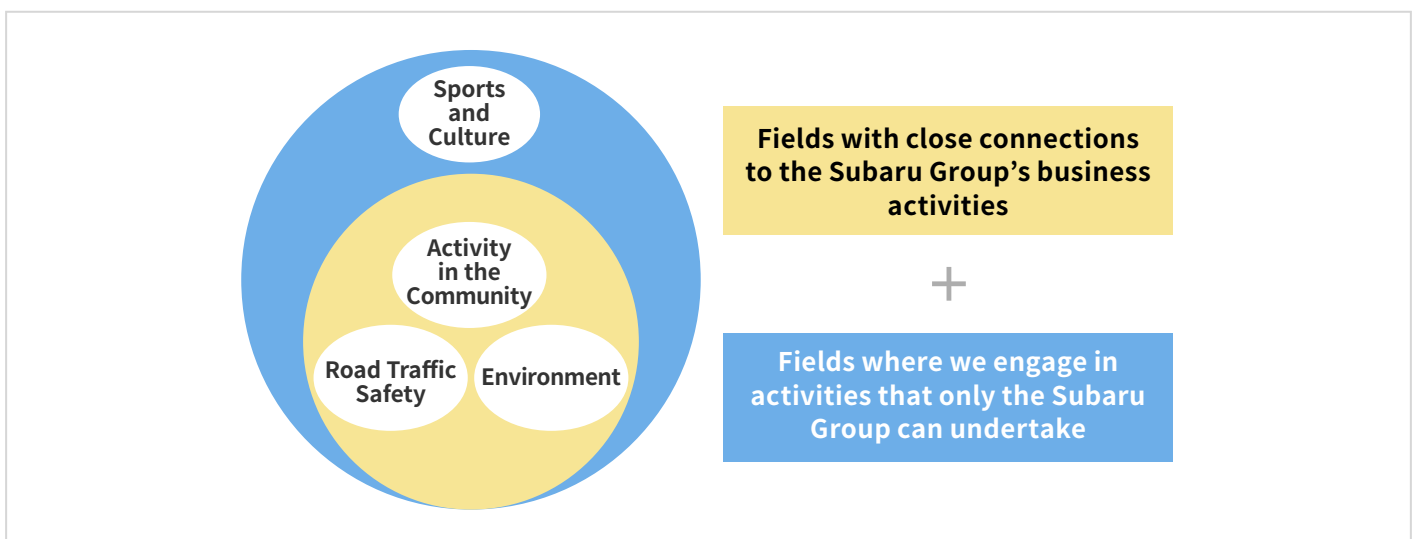 Sports
and
Culture
Activity
in the
Community
Road Traffic
Safety
Environment
Fields with close connections
to the Subaru Group’s business
activities
+
Fields where we engage in
activities that only the Subaru
Group can undertake